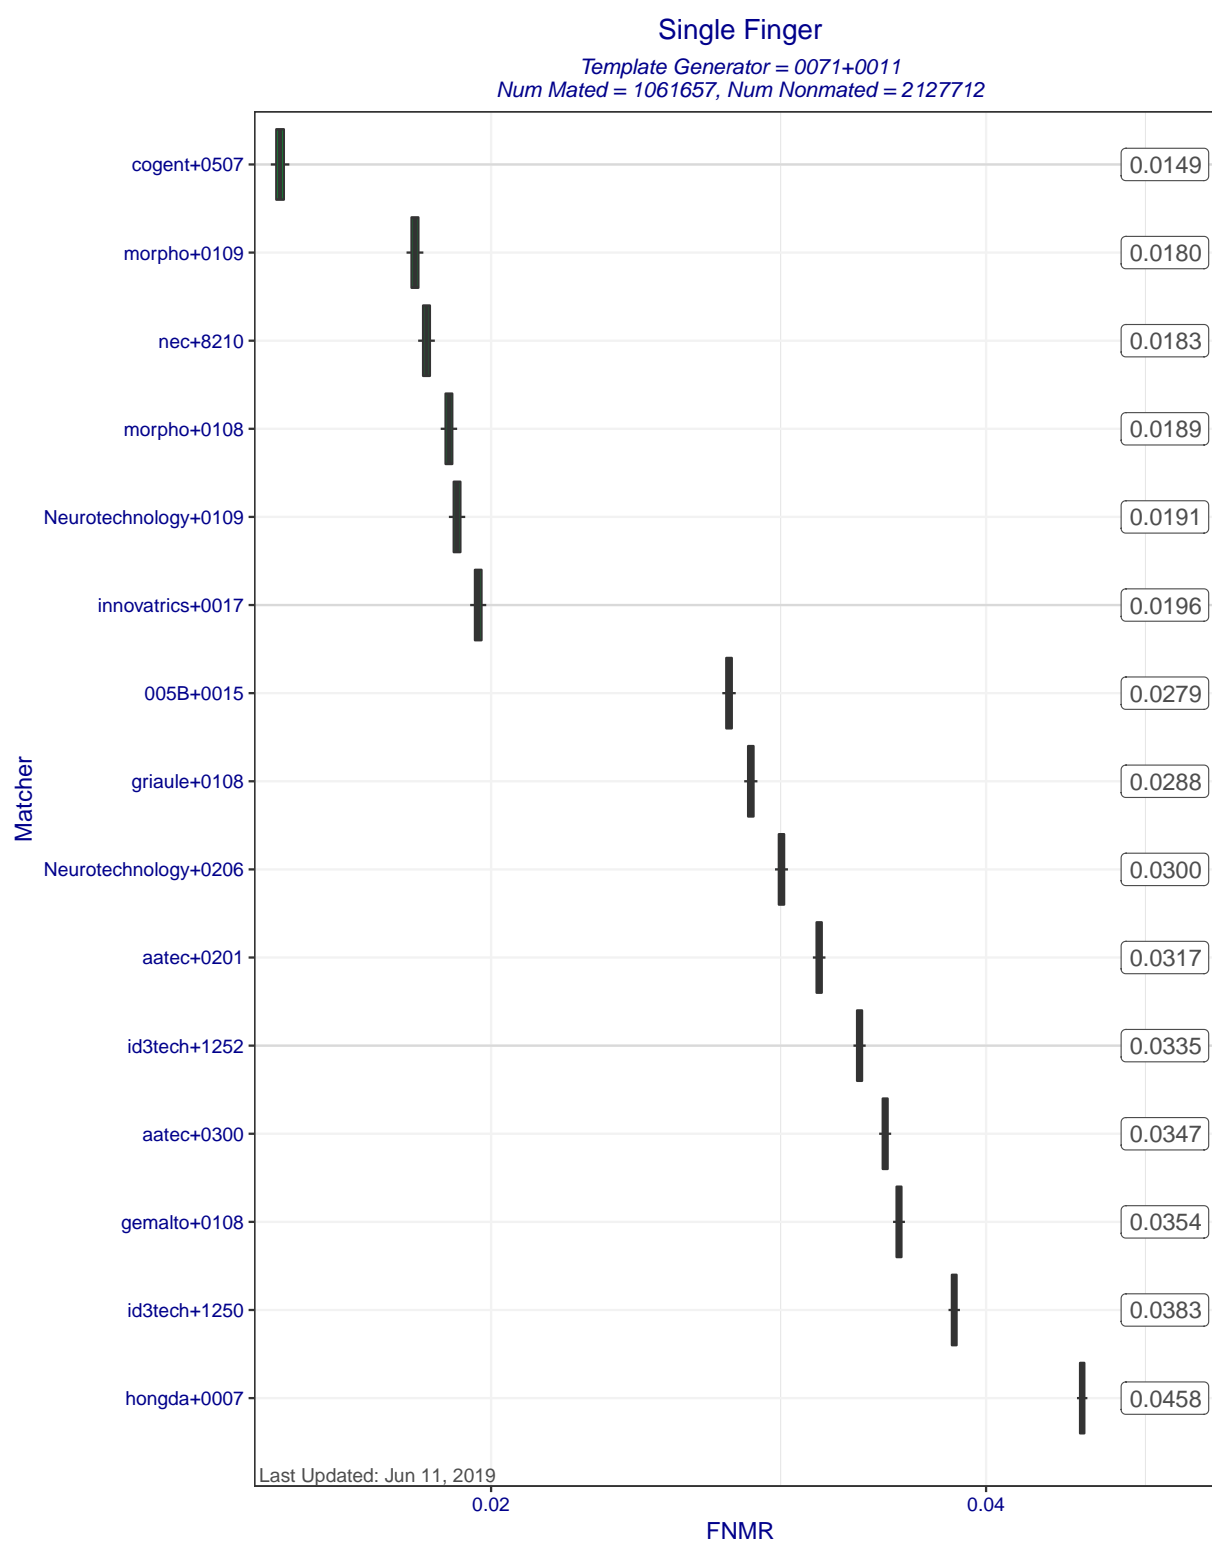 Single Finger
Template Generator = 0071+0011
Num Mated = 1061657, Num Nonmated = 2127712
cogent+0507 0.0149
morpho+0109 0.0180
nec+8210 0.0183
morpho+0108 0.0189
Neurotechnology+0109 0.0191
innovatrics+0017 0.0196
005B+0015 0.0279
griaule+0108 0.0288
Neurotechnology+0206 0.0300
aatec+0201 0.0317
id3tech+1252 0.0335
aatec+0300 0.0347
gemalto+0108 0.0354
id3tech+1250 0.0383
hongda+0007 0.0458
Matcher
Last Updated: Jun 11, 2019
0.02 0.04
FNMR